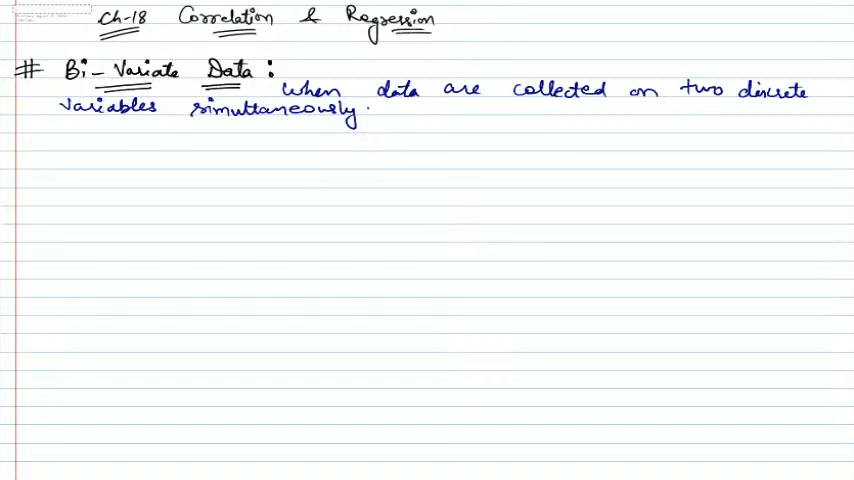 Ch-18 Correlation & Regression
# Bi-Variate Data :
When data are collected on two discrete
variables simultaneously.